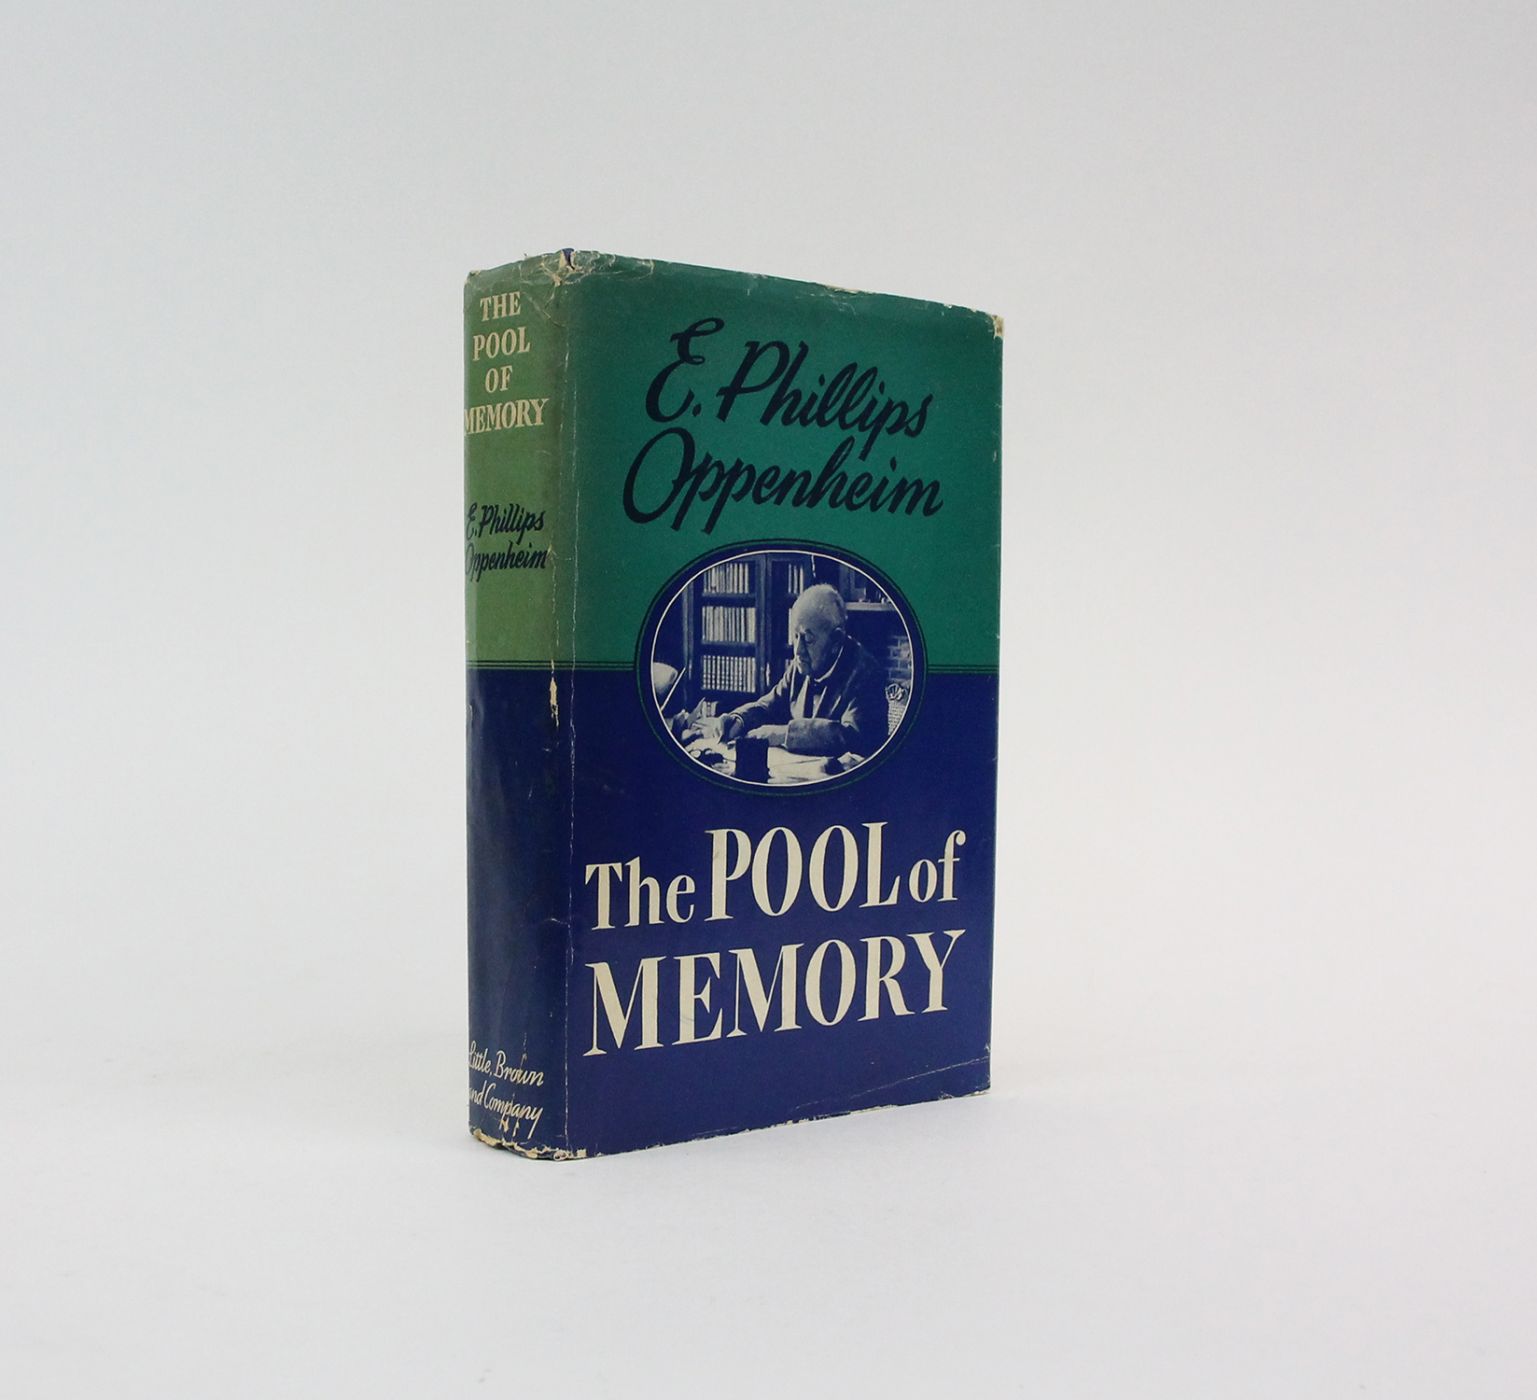 THE
POOL
OF
MEMORY
E. Phillips
Oppenheim
Little, Brown
and Company
E. Phillips
Oppenheim
The POOL of
MEMORY